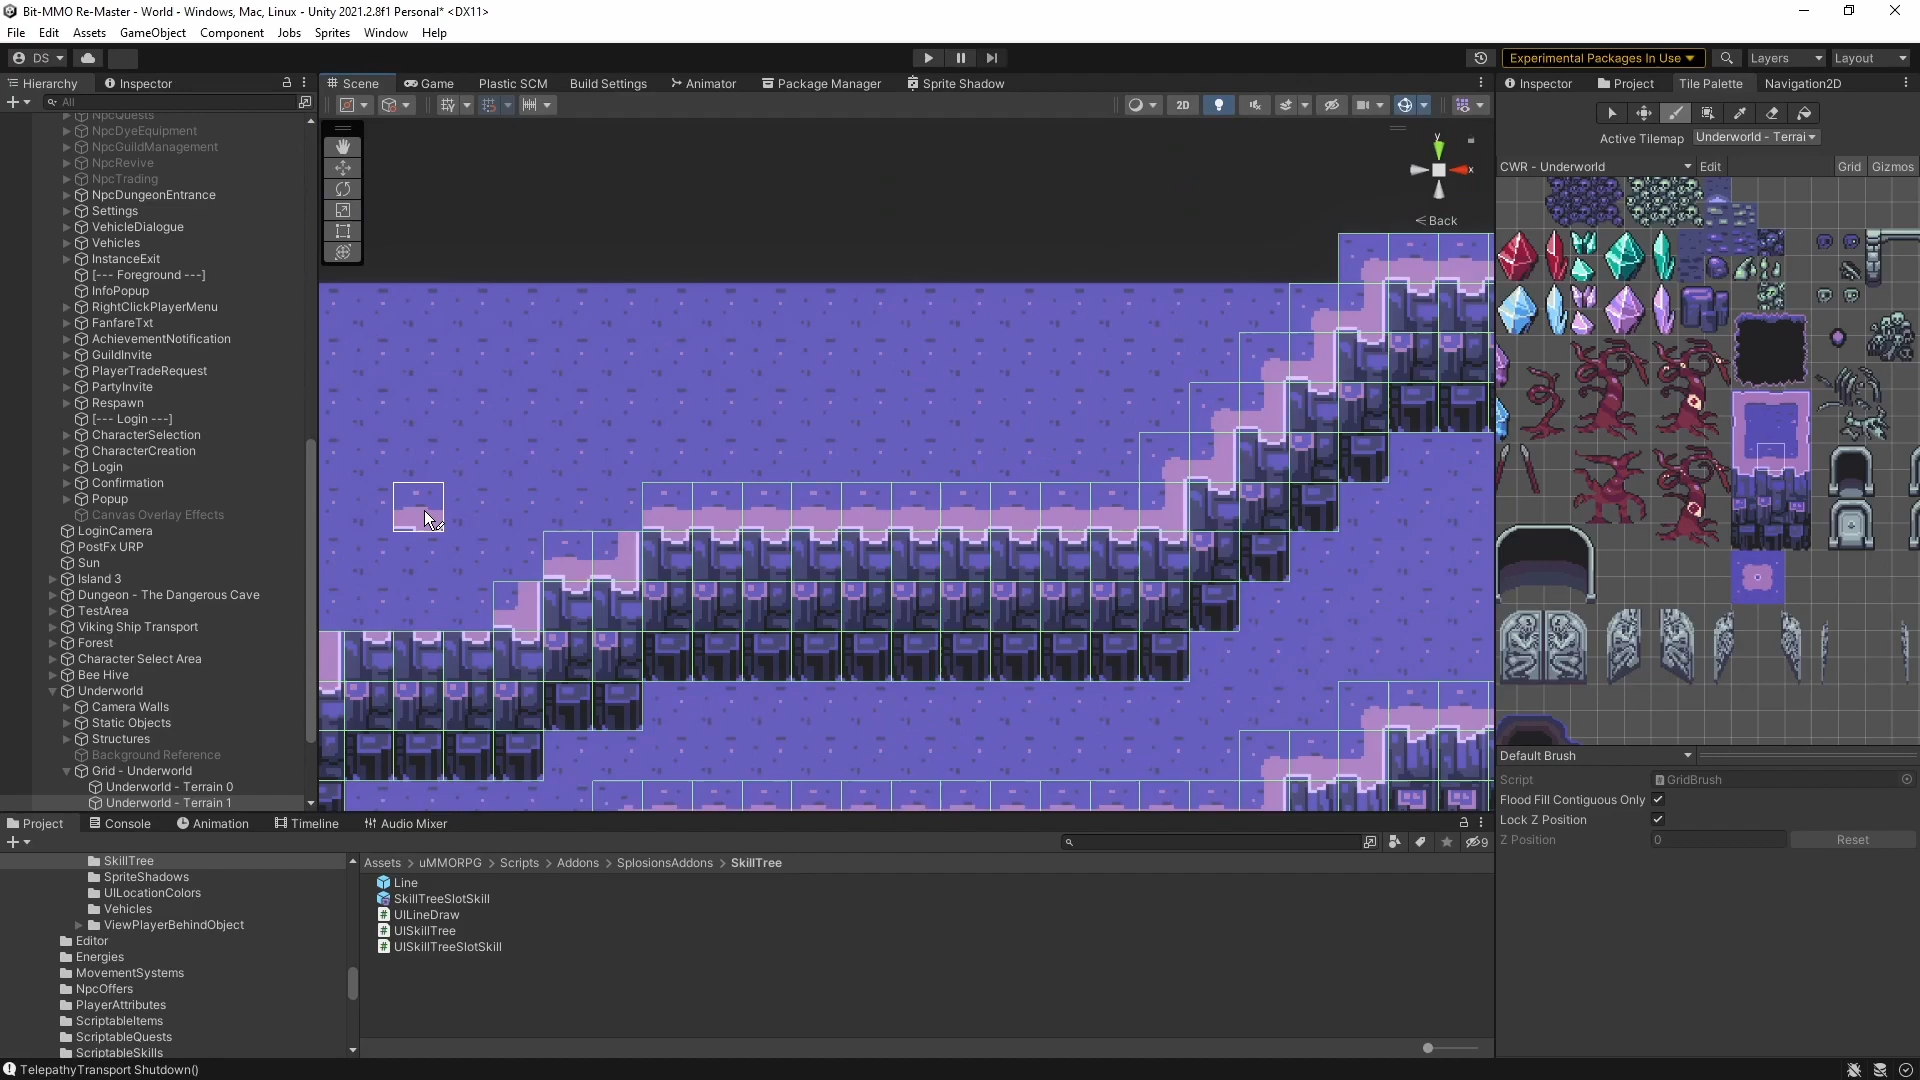 Bit-MMO Re-Master - World - Windows, Mac, Linux - Unity 2021.2.8f1 Personal* <DX11>
File Edit Assets GameObject Component Jobs Sprites Window Help
DS Experimental Packages In Use Layers Layout
Hierarchy Inspector Scene Game Plastic SCM Build Settings Animator Package Manager Sprite Shadow Inspector Project Tile Palette Navigation2D
All
2D
NpcQuests
NpcDyeEquipment
NpcGuildManagement
NpcRevive
NpcTrading
NpcDungeonEntrance
Settings
VehicleDialogue
Vehicles
InstanceExit
[--- Foreground ---]
InfoPopup
RightClickPlayerMenu
FanfareTxt
AchievementNotification
GuildInvite
PlayerTradeRequest
PartyInvite
Respawn
[--- Login ---]
CharacterSelection
CharacterCreation
Login
Confirmation
Popup
Canvas Overlay Effects
LoginCamera
PostFx URP
Sun
Island 3
Dungeon - The Dangerous Cave
TestArea
Viking Ship Transport
Forest
Character Select Area
Bee Hive
Underworld
Camera Walls
Static Objects
Structures
Background Reference
Grid - Underworld
Underworld - Terrain 0
Underworld - Terrain 1
y
x
< Back
Active Tilemap Underworld - Terrai
CWR - Underworld Edit Grid Gizmos
Default Brush
Script GridBrush
Flood Fill Contiguous Only
Lock Z Position
Z Position 0 Reset
Project Console Animation Timeline Audio Mixer
9
SkillTree
SpriteShadows
UILocationColors
Vehicles
ViewPlayerBehindObject
Editor
Energies
MovementSystems
NpcOffers
PlayerAttributes
ScriptableItems
ScriptableQuests
ScriptableSkills
Assets > uMMORPG > Scripts > Addons > SplosionsAddons > SkillTree
Line
SkillTreeSlotSkill
UILineDraw
UISkillTree
UISkillTreeSlotSkill
TelepathyTransport Shutdown()